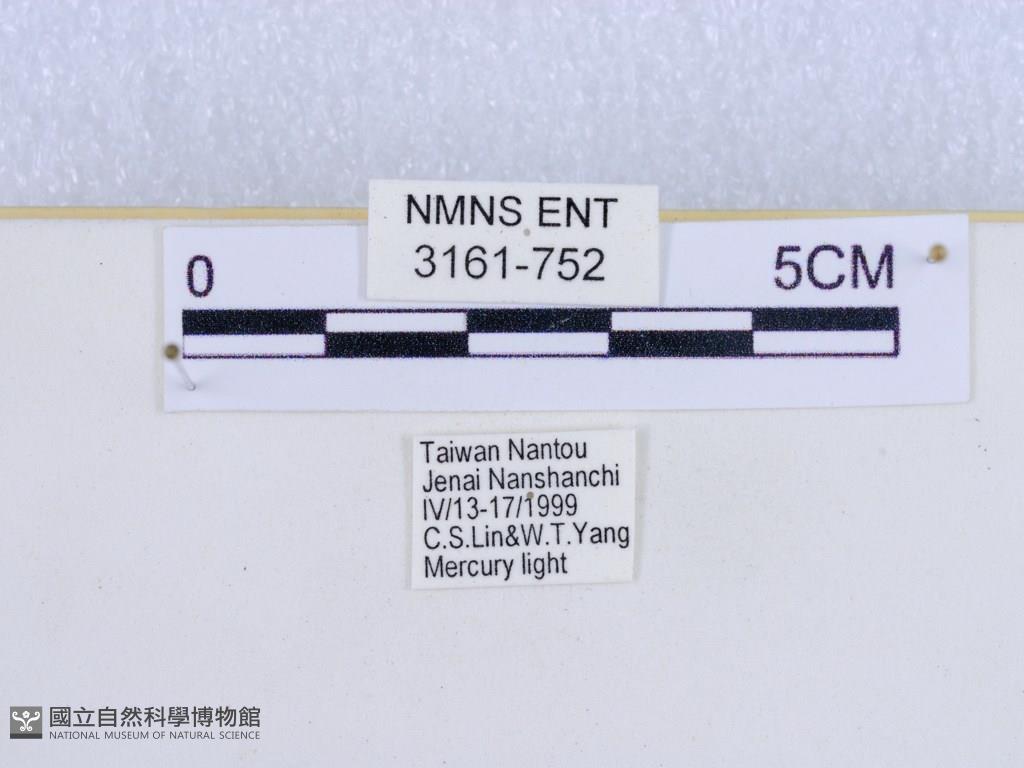 NMNS ENT
3161-752
0 5CM
Taiwan Nantou
Jenai Nanshanchi
IV/13-17/1999
C.S.Lin&W.T.Yang
Mercury light
國立自然科學博物館
NATIONAL MUSEUM OF NATURAL SCIENCE